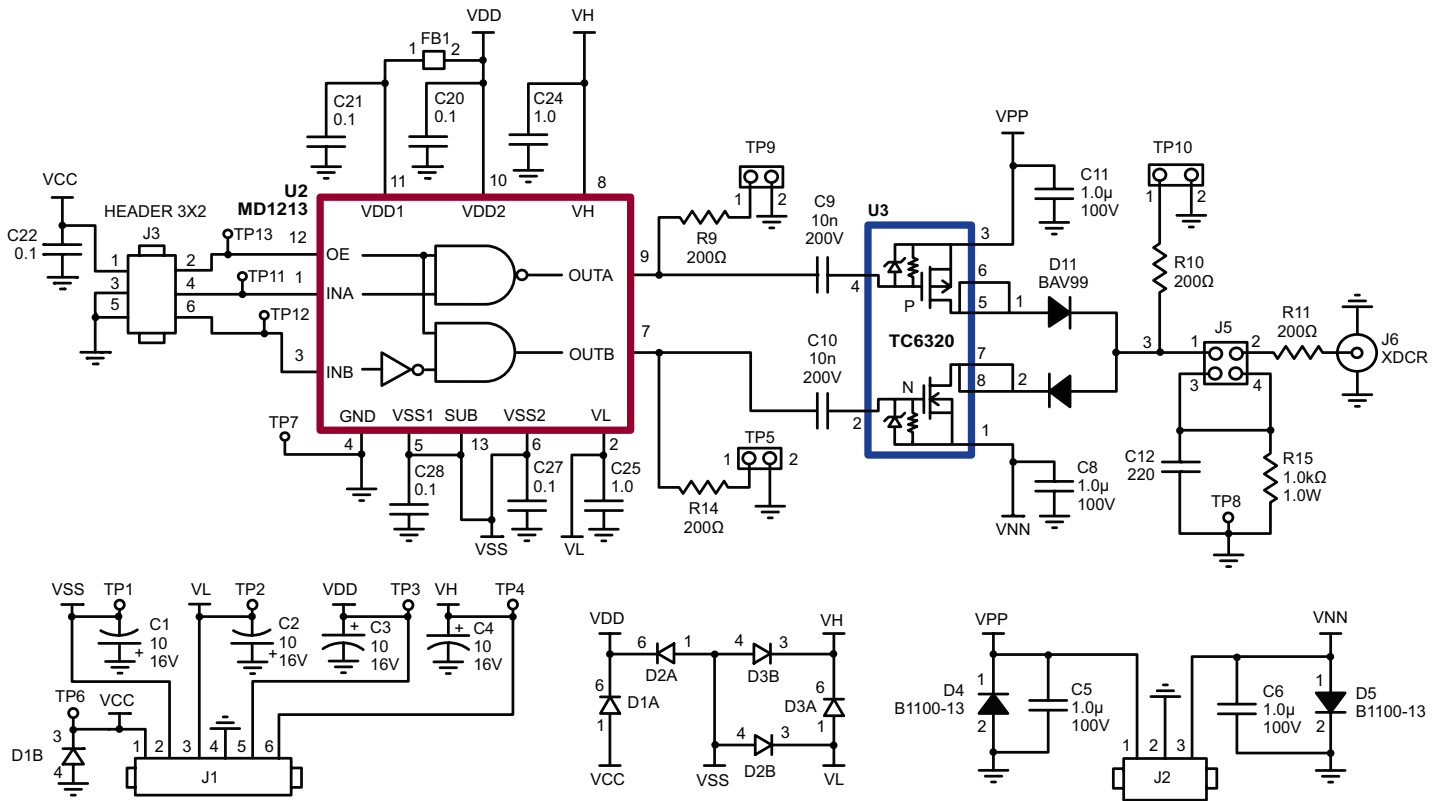 VDD
VH
1
FB1
2
C21
0.1
C20
0.1
C24
1.0
VPP
TP9
TP10
VCC
U2
MD1213
11
10
8
C11
1.0µ
100V
1
2
1
2
HEADER 3X2
VDD1
VDD2
VH
C9
10n
200V
U3
C22
0.1
J3
TP13
12
OE
R9
200Ω
3
1
2
9
D11
BAV99
R10
200Ω
3
4
TP11
1
INA
OUTA
4
6
5
6
TP12
P
5
1
R11
200Ω
J6
XDCR
7
C10
10n
200V
TC6320
3
1
J5
2
3
INB
OUTB
7
N
8
2
3
4
GND
VSS1
SUB
VSS2
VL
2
1
TP7
4
5
13
6
2
TP5
C12
220
R15
1.0kΩ
1.0W
C28
0.1
C27
0.1
C25
1.0
1
2
C8
1.0µ
100V
R14
200Ω
TP8
VSS
VL
VNN
VSS
TP1
VL
TP2
VDD
TP3
VH
TP4
C1
10
+ 16V
C2
10
+ 16V
+ C3
10
16V
+ C4
10
16V
TP6
VCC
3
D1B
4
1
2
3
4
5
6
J1
VDD
VH
6
1
4
3
D2A
D3B
6
D1A
1
D3A
6
1
4
3
D2B
VCC
VSS
VL
VPP
VNN
D4
B1100-13
1
2
C5
1.0µ
100V
C6
1.0µ
100V
1
2
D5
B1100-13
1
2
3
J2